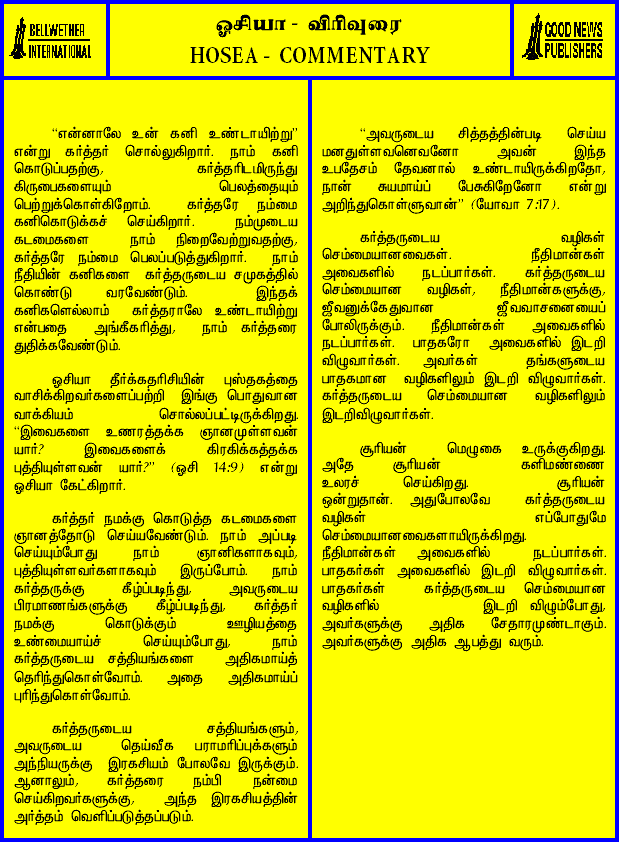 BELLWETHER
INTERNATIONAL
ஓசியா - விரிவுரை
HOSEA - COMMENTARY
GOOD NEWS
PUBLISHERS
“என்னாலே உன் கனி உண்டாயிற்று”
என்று கர்த்தர் சொல்லுகிறார். நாம் கனி
கொடுப்பதற்கு, கர்த்தரிடமிருந்து
கிருபைகளையும் பெலத்தையும்
பெற்றுக்கொள்கிறோம். கர்த்தரே நம்மை
கனிகொடுக்கச் செய்கிறார். நம்முடைய
கடமைகளை நாம் நிறைவேற்றுவதற்கு,
கர்த்தரே நம்மை பெலப்படுத்துகிறார். நாம்
நீதியின் கனிகளை கர்த்தருடைய சமுகத்தில்
கொண்டு வரவேண்டும். இந்தக்
கனிகளெல்லாம் கர்த்தராலே உண்டாயிற்று
என்பதை அங்கீகரித்து, நாம் கர்த்தரை
துதிக்கவேண்டும்.
ஓசியா தீர்க்கதரிசியின் புஸ்தகத்தை
வாசிக்கிறவர்களைப்பற்றி இங்கு பொதுவான
வாக்கியம் சொல்லப்பட்டிருக்கிறது.
“இவைகளை உணரத்தக்க ஞானமுள்ளவன்
யார்? இவைகளைக் கிரகிக்கத்தக்க
புத்தியுள்ளவன் யார்?” (ஓசி 14:9) என்று
ஓசியா கேட்கிறார்.
கர்த்தர் நமக்கு கொடுத்த கடமைகளை
ஞானத்தோடு செய்யவேண்டும். நாம் அப்படி
செய்யும்போது நாம் ஞானிகளாகவும்,
புத்தியுள்ளவர்களாகவும் இருப்போம். நாம்
கர்த்தருக்கு கீழ்ப்படிந்து, அவருடைய
பிரமாணங்களுக்கு கீழ்ப்படிந்து, கர்த்தர்
நமக்கு கொடுக்கும் ஊழியத்தை
உண்மையாய்ச் செய்யும்போது, நாம்
கர்த்தருடைய சத்தியங்களை அதிகமாய்த்
தெரிந்துகொள்வோம். அதை அதிகமாய்ப்
புரிந்துகொள்வோம்.
கர்த்தருடைய சத்தியங்களும்,
அவருடைய தெய்வீக பராமரிப்புக்களும்
அந்நியருக்கு இரகசியம் போலவே இருக்கும்.
ஆனாலும், கர்த்தரை நம்பி நன்மை
செய்கிறவர்களுக்கு, அந்த இரகசியத்தின்
அர்த்தம் வெளிப்படுத்தப்படும்.
“அவருடைய சித்தத்தின்படி செய்ய
மனதுள்ளவனெவனோ அவன் இந்த
உபதேசம் தேவனால் உண்டாயிருக்கிறதோ,
நான் சுயமாய்ப் பேசுகிறேனோ என்று
அறிந்துகொள்ளுவான்” (யோவா 7:17).
கர்த்தருடைய வழிகள்
செம்மையானவைகள். நீதிமான்கள்
அவைகளில் நடப்பார்கள். கர்த்தருடைய
செம்மையான வழிகள், நீதிமான்களுக்கு,
ஜீவனுக்கேதுவான ஜீவவாசனையைப்
போலிருக்கும். நீதிமான்கள் அவைகளில்
நடப்பார்கள். பாதகரோ அவைகளில் இடறி
விழுவார்கள். அவர்கள் தங்களுடைய
பாதகமான வழிகளிலும் இடறி விழுவார்கள்.
கர்த்தருடைய செம்மையான வழிகளிலும்
இடறிவிழுவார்கள்.
சூரியன் மெழுகை உருக்குகிறது.
அதே சூரியன் களிமண்ணை
உலரச் செய்கிறது. சூரியன்
ஒன்றுதான். அதுபோலவே கர்த்தருடைய
வழிகள் எப்போதுமே
செம்மையானவைகளாயிருக்கிறது.
நீதிமான்கள் அவைகளில் நடப்பார்கள்.
பாதகர்கள் அவைகளில் இடறி விழுவார்கள்.
பாதகர்கள் கர்த்தருடைய செம்மையான
வழிகளில் இடறி விழும்போது,
அவர்களுக்கு அதிக சேதாரமுண்டாகும்.
அவர்களுக்கு அதிக ஆபத்து வரும்.